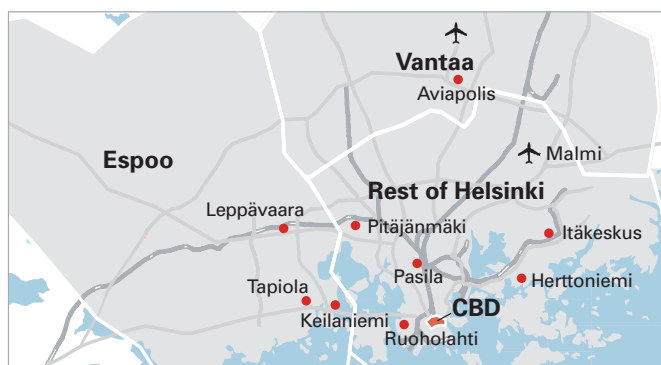 Vantaa
Aviapolis
Espoo
Malmi
Rest of Helsinki
Leppävaara
Pitäjänmäki
Itäkeskus
Pasila
Herttoniemi
Tapiola
CBD
Keilaniemi
Ruoholahti